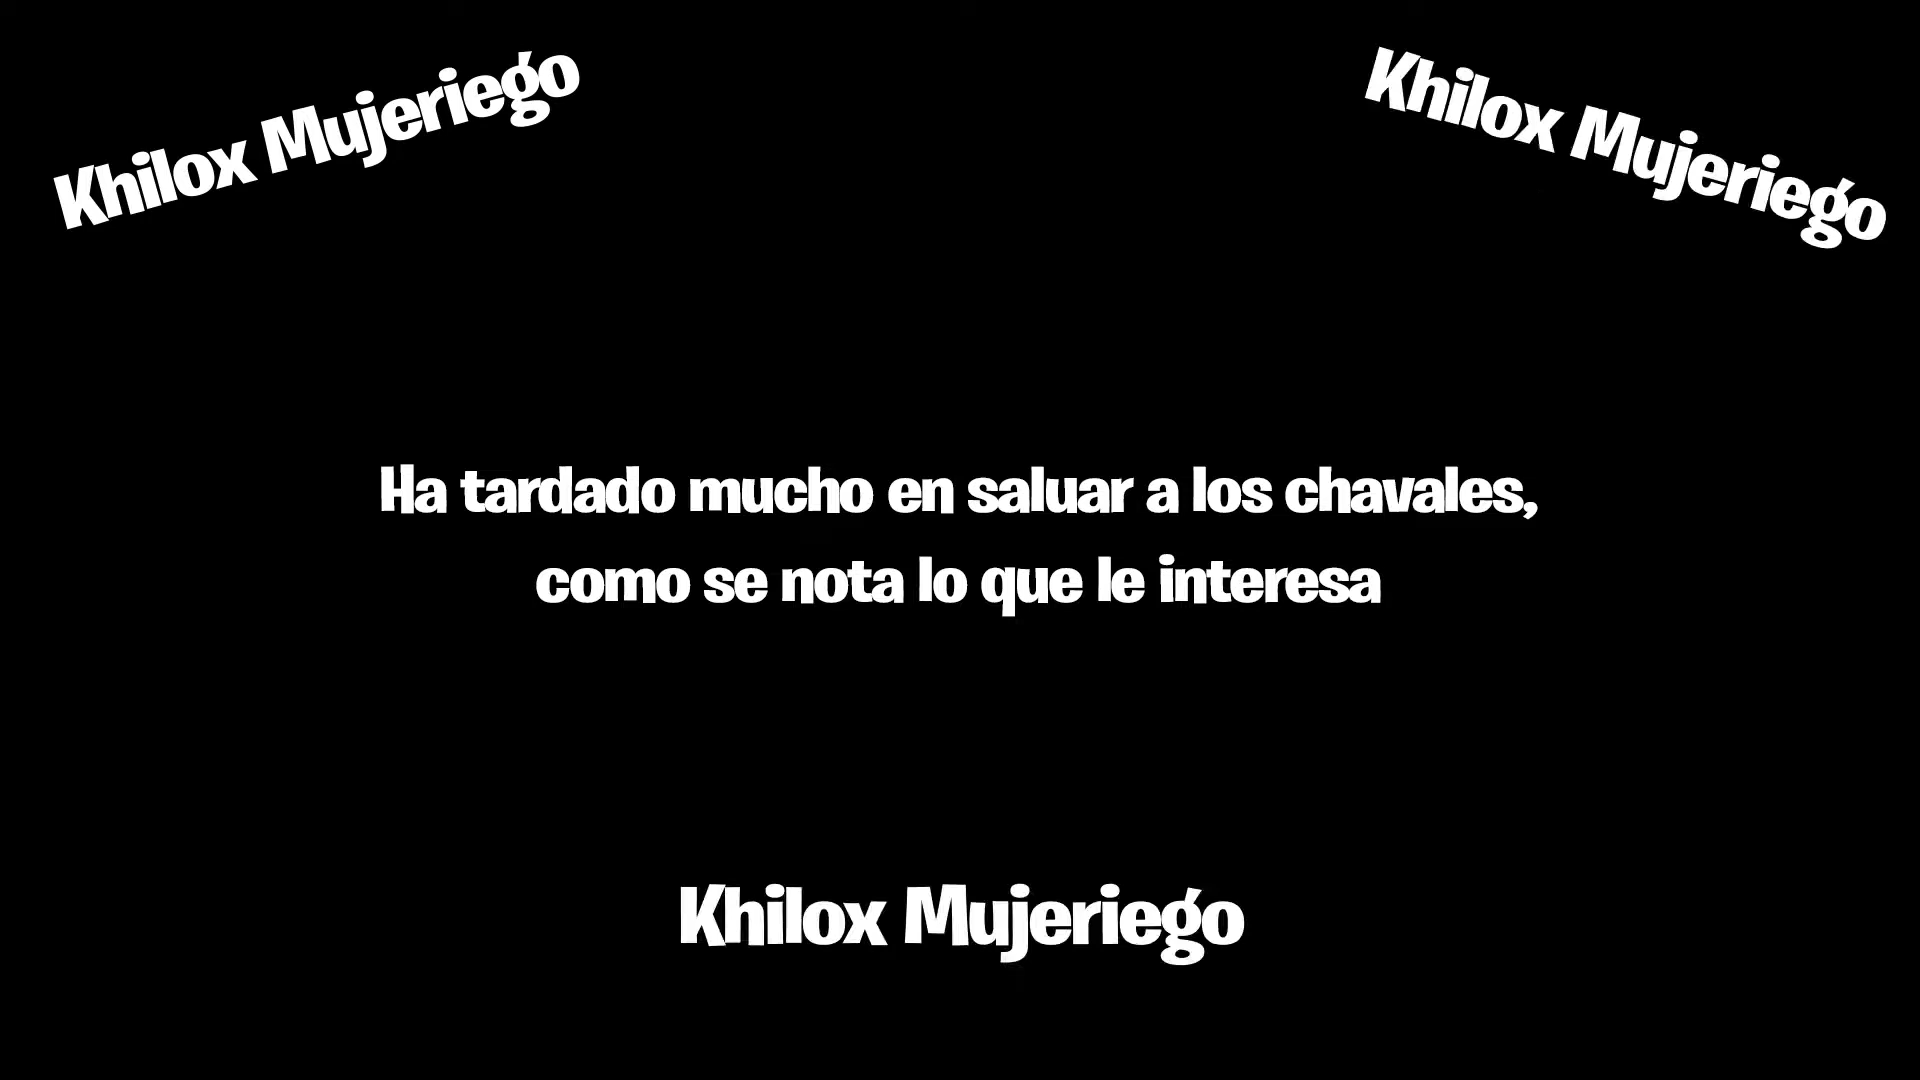 Khilox Mujeriego
Khilox Mujeriego
Ha tardado mucho en saluar a los chavales,
como se nota lo que le interesa
Khilox Mujeriego